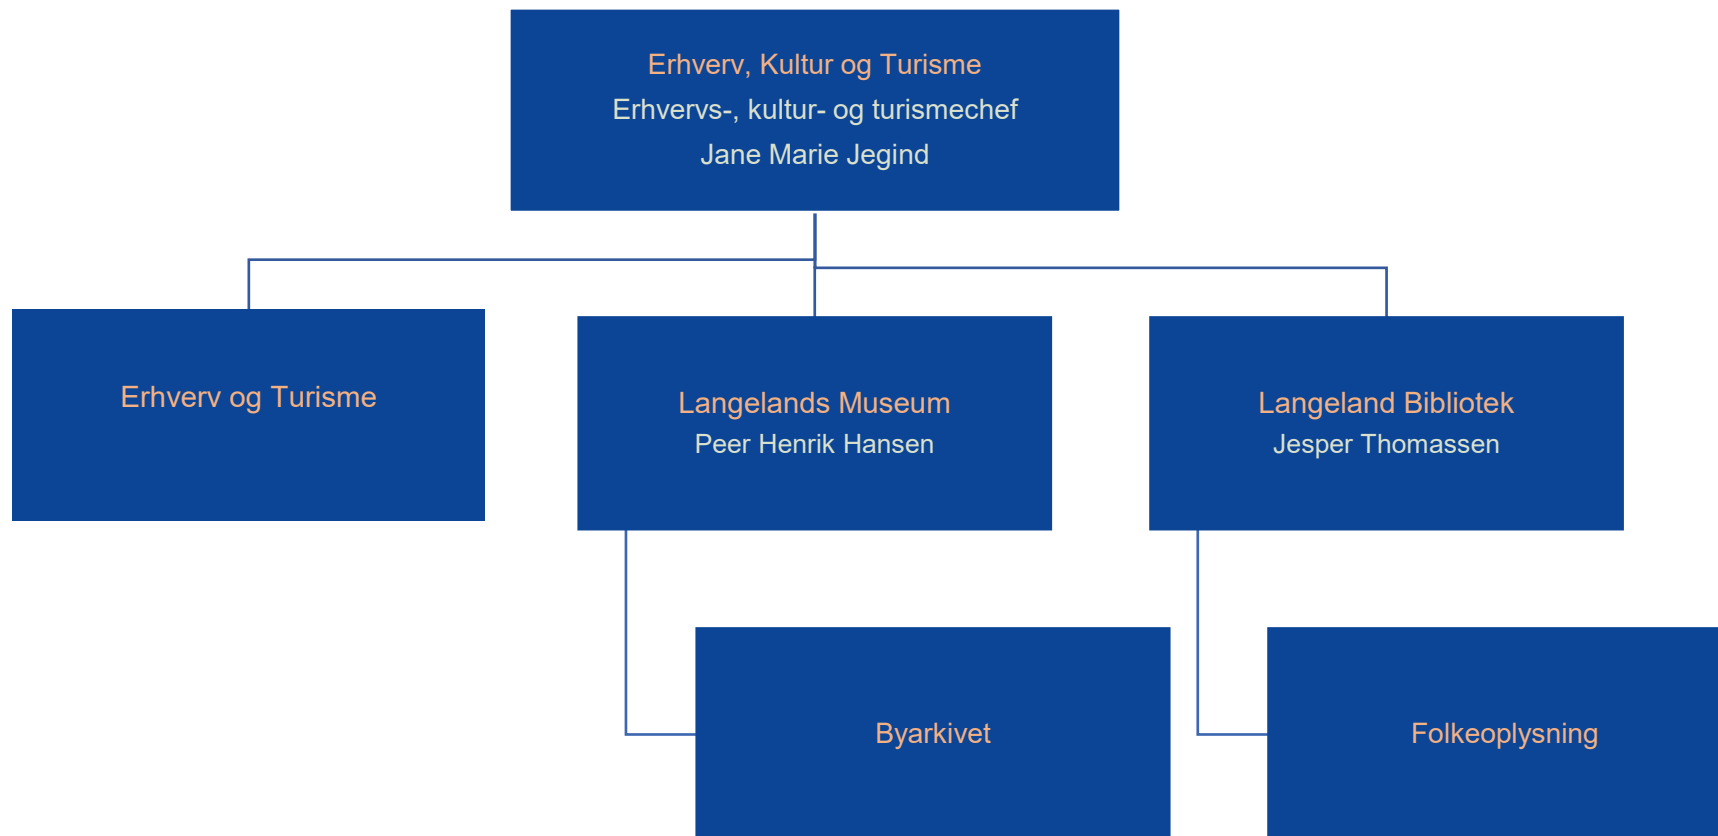 Erhverv, Kultur og Turisme
Erhvervs-, kultur- og turismechef
Jane Marie Jegind
Erhverv og Turisme
Langelands Museum
Peer Henrik Hansen
Langeland Bibliotek
Jesper Thomassen
Byarkivet
Folkeoplysning